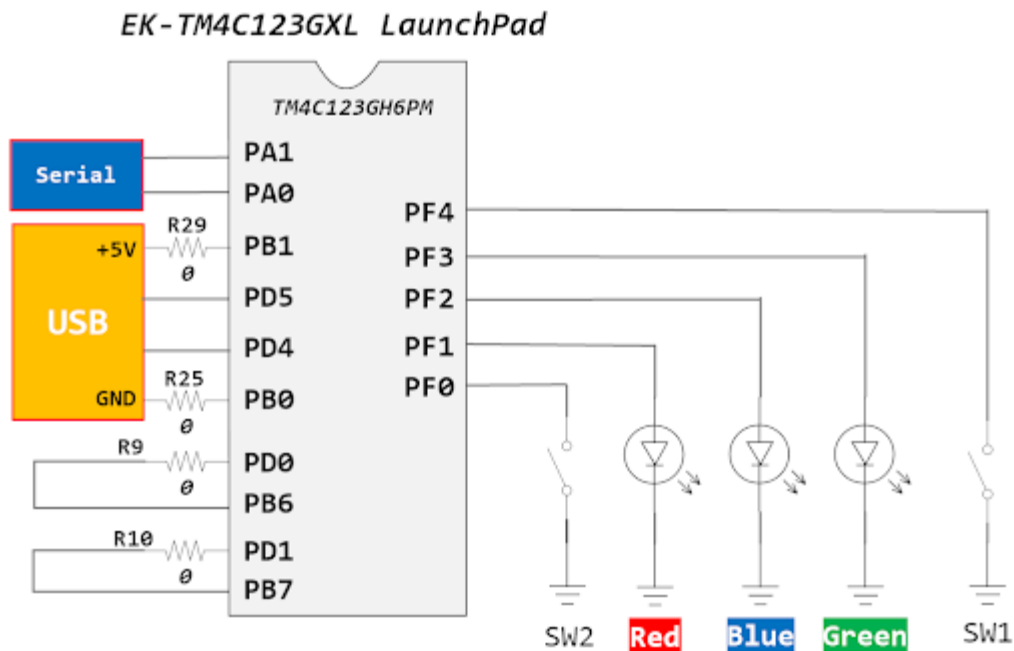 EK-TM4C123GXL LaunchPad
TM4C123GH6PM
Serial
PA1
PA0
R29
+5V
0
PB1
USB
PD5
PD4
R25
GND
0
PB0
R9
0
PD0
PB6
R10
0
PD1
PB7
PF4
PF3
PF2
PF1
PF0
SW2
Red
Blue
Green
SW1